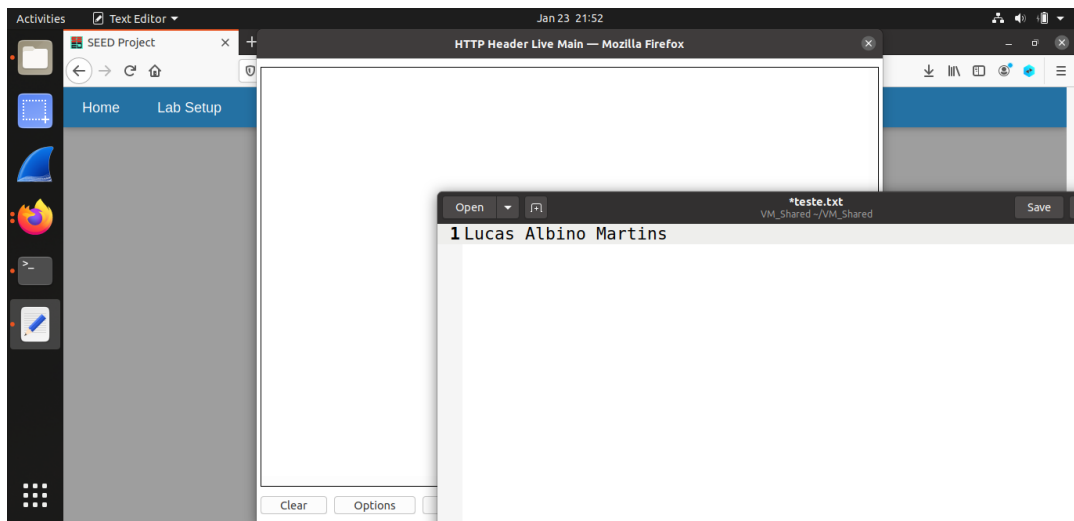 Activities Text Editor Jan 23 21:52
SEED Project
HTTP Header Live Main — Mozilla Firefox
Home Lab Setup
Open *teste.txt Save
VM_Shared ~/VM_Shared
1 Lucas Albino Martins
Clear Options